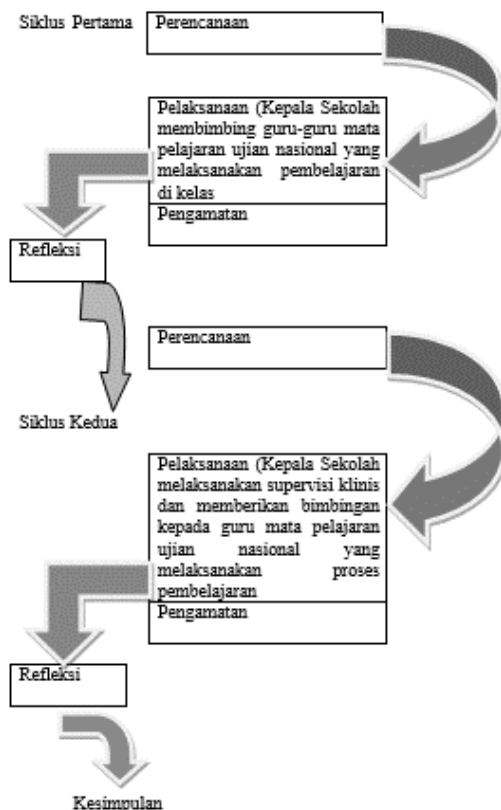 Siklus Pertama
Perencanaan
Pelaksanaan (Kepala Sekolah
membimbing guru-guru mata
pelajaran ujian nasional yang
melaksanakan pembelajaran
di kelas
Pengamatan
Refleksi
Perencanaan
Siklus Kedua
Pelaksanaan (Kepala Sekolah
melaksanakan supervisi klinis
dan memberikan bimbingan
kepada guru mata pelajaran
ujian nasional yang
melaksanakan proses
pembelajaran
Pengamatan
Refleksi
Kesimpulan